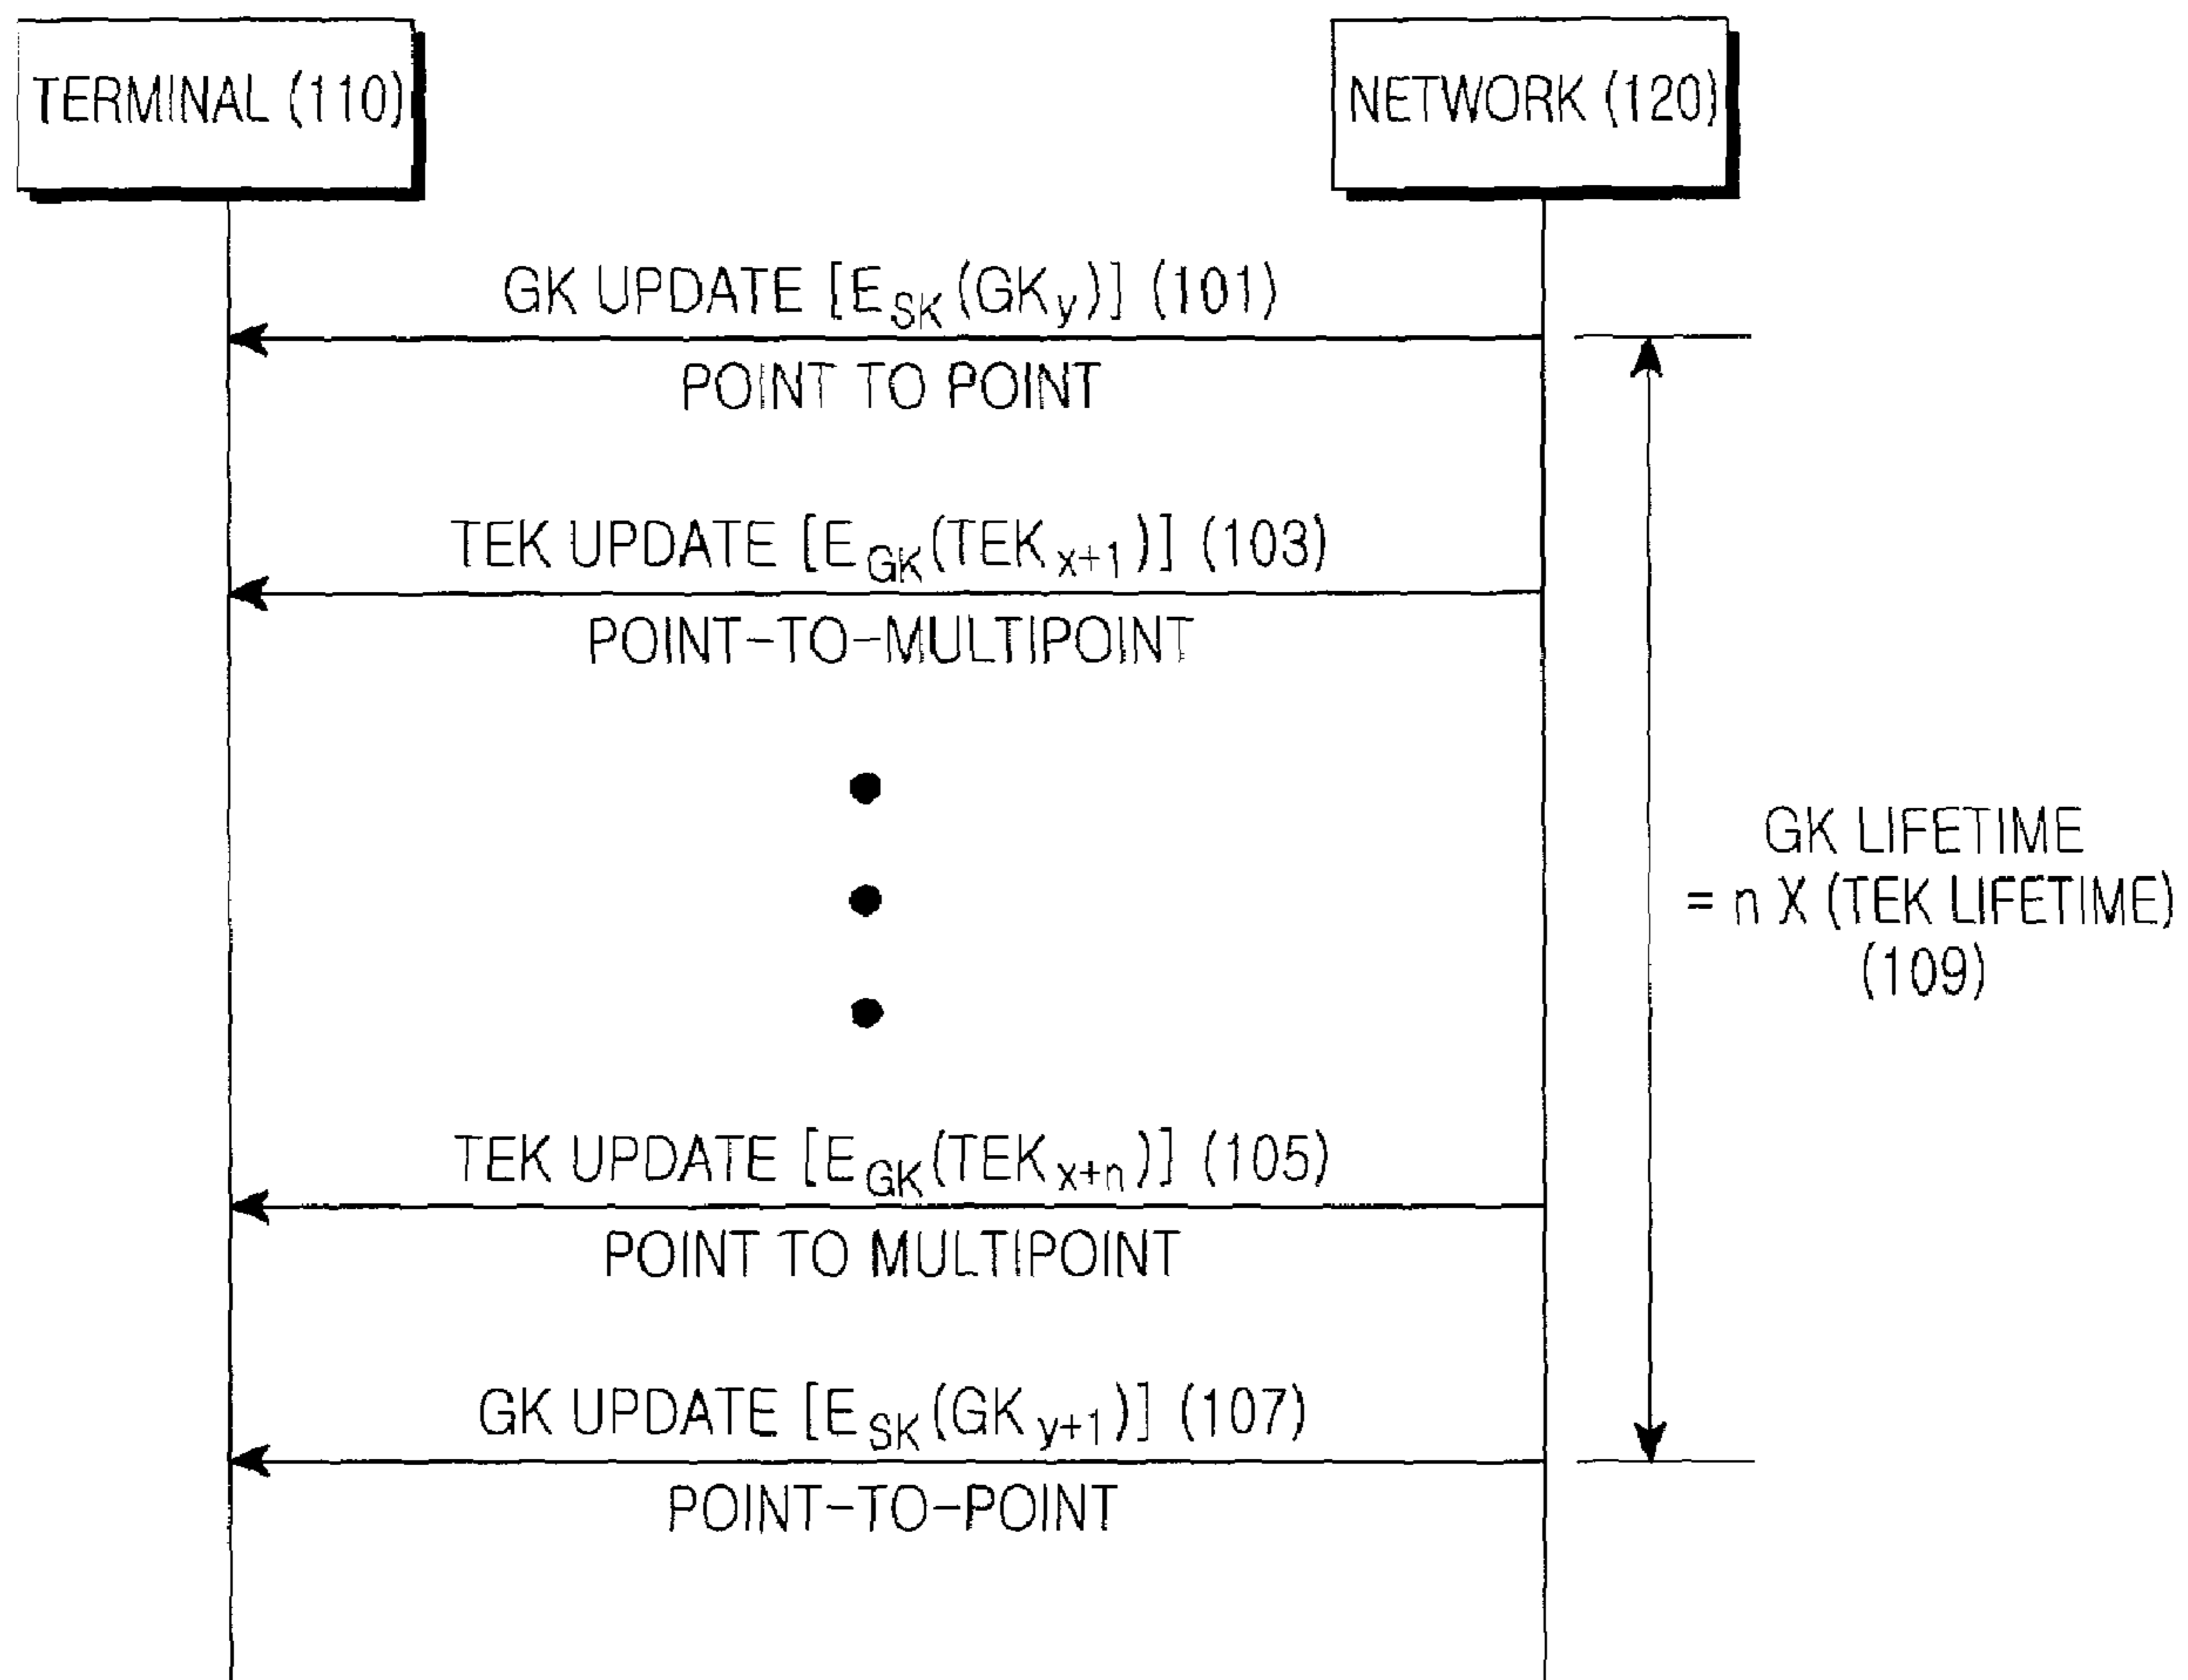 TERMINAL (110)
NETWORK (120)
GK UPDATE [E_SK(GK_y)] (101)
POINT TO POINT
TEK UPDATE [E_GK(TEK_x+1)] (103)
POINT-TO-MULTIPOINT
GK LIFETIME
= n X (TEK LIFETIME)
(109)
TEK UPDATE [E_GK(TEK_x+n)] (105)
POINT TO MULTIPOINT
GK UPDATE [E_SK(GK_y+1)] (107)
POINT-TO-POINT